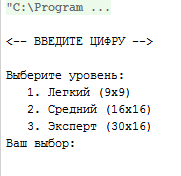 "C:\Program ...
<-- ВВЕДИТЕ ЦИФРУ -->
Выберите уровень:
1. Легкий (9x9)
2. Средний (16x16)
3. Эксперт (30x16)
Ваш выбор: